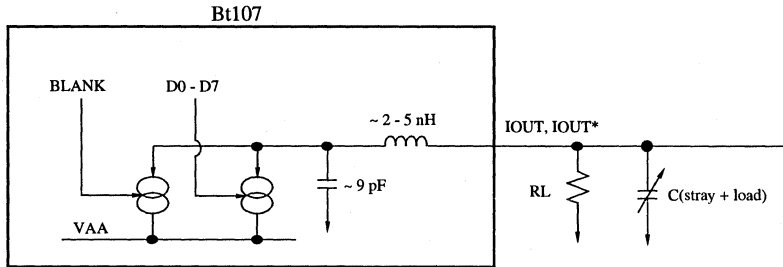 Bt107
BLANK
D0 - D7
~ 2 - 5 nH
IOUT, IOUT*
~ 9 pF
RL
C(stray + load)
VAA